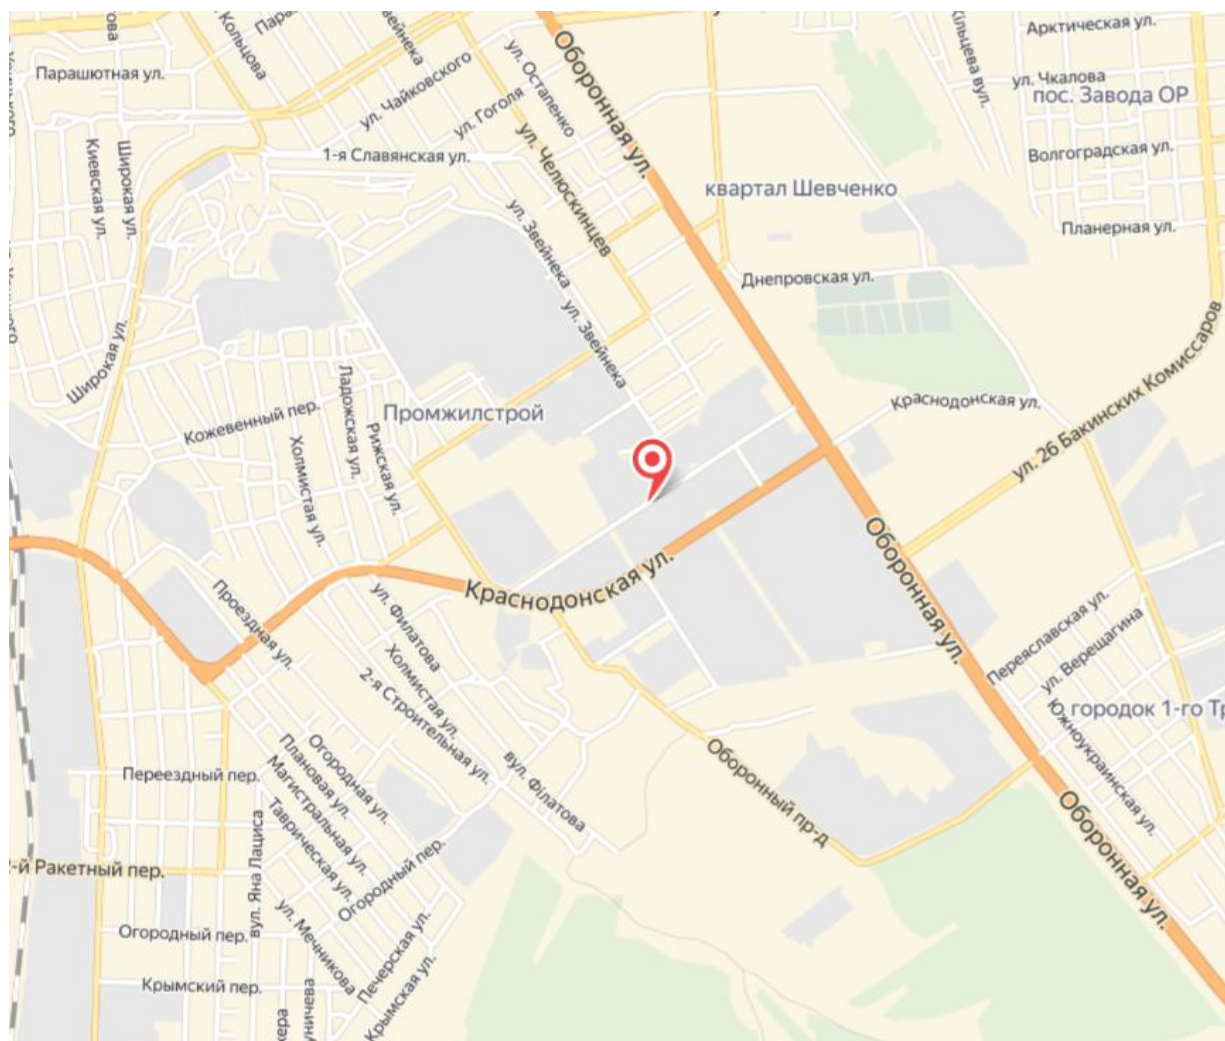 Арктическая ул.
Кольцова
Оборонная ул.
Кільцева вул.
ул. Остапенко
ул. Чкалова
Парашютная ул.
пос. Завода ОР
ул. Чайковского
ул. Гоголя
Волгоградская ул.
1-я Славянская ул.
ул. Челюскинцев
Киевская ул.
Широкая ул.
квартал Шевченко
Планерная ул.
ул. Звейнека
Днепровская ул.
ул. Звейнека
Широкая ул.
ул. 26 Бакинских Комиссаров
Краснодонская ул.
Ладожская ул.
Промжилстрой
Кожевенный пер.
Рижская ул.
Холмистая ул.
Оборонная ул.
Краснодонская ул.
Проездная ул.
ул. Филатова
Переяславская ул.
ул. Верещагина
Холмистая ул.
2-я Строительная ул.
Южноукраинская ул.
городок 1-го Тр
Огородная ул.
Плановая ул.
Магистральная ул.
Таврическая ул.
Переездный пер.
вул. Філатова
Оборонный пр-д
Оборонная ул.
вул. Яна Лациса
-й Ракетный пер.
Огородный пер.
ул. Мечникова
Огородный пер.
Печерская ул.
Крымская ул.
Крымский пер.